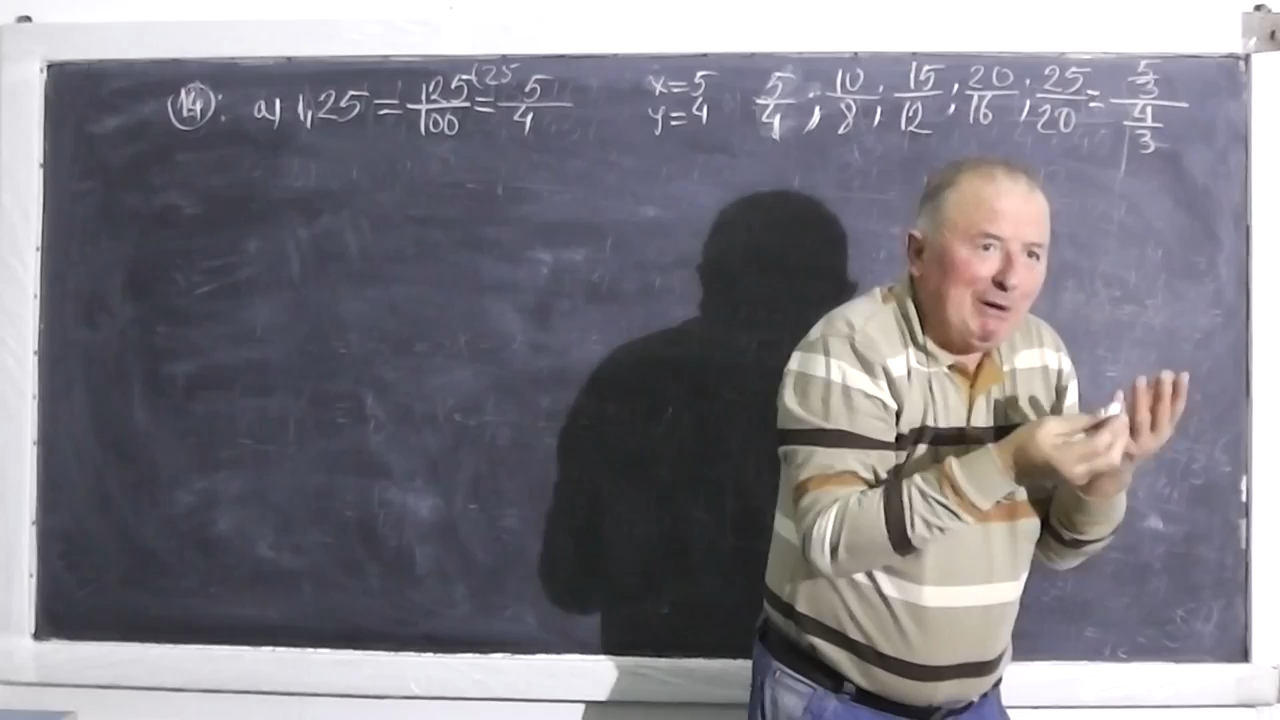 (14): a) 1,25 = 125/100 (25 = 5/4 x=5 5/4 ; 10/8 ; 15/12 ; 20/16 ; 25/20 = (5/3)/(4/3)
y=4